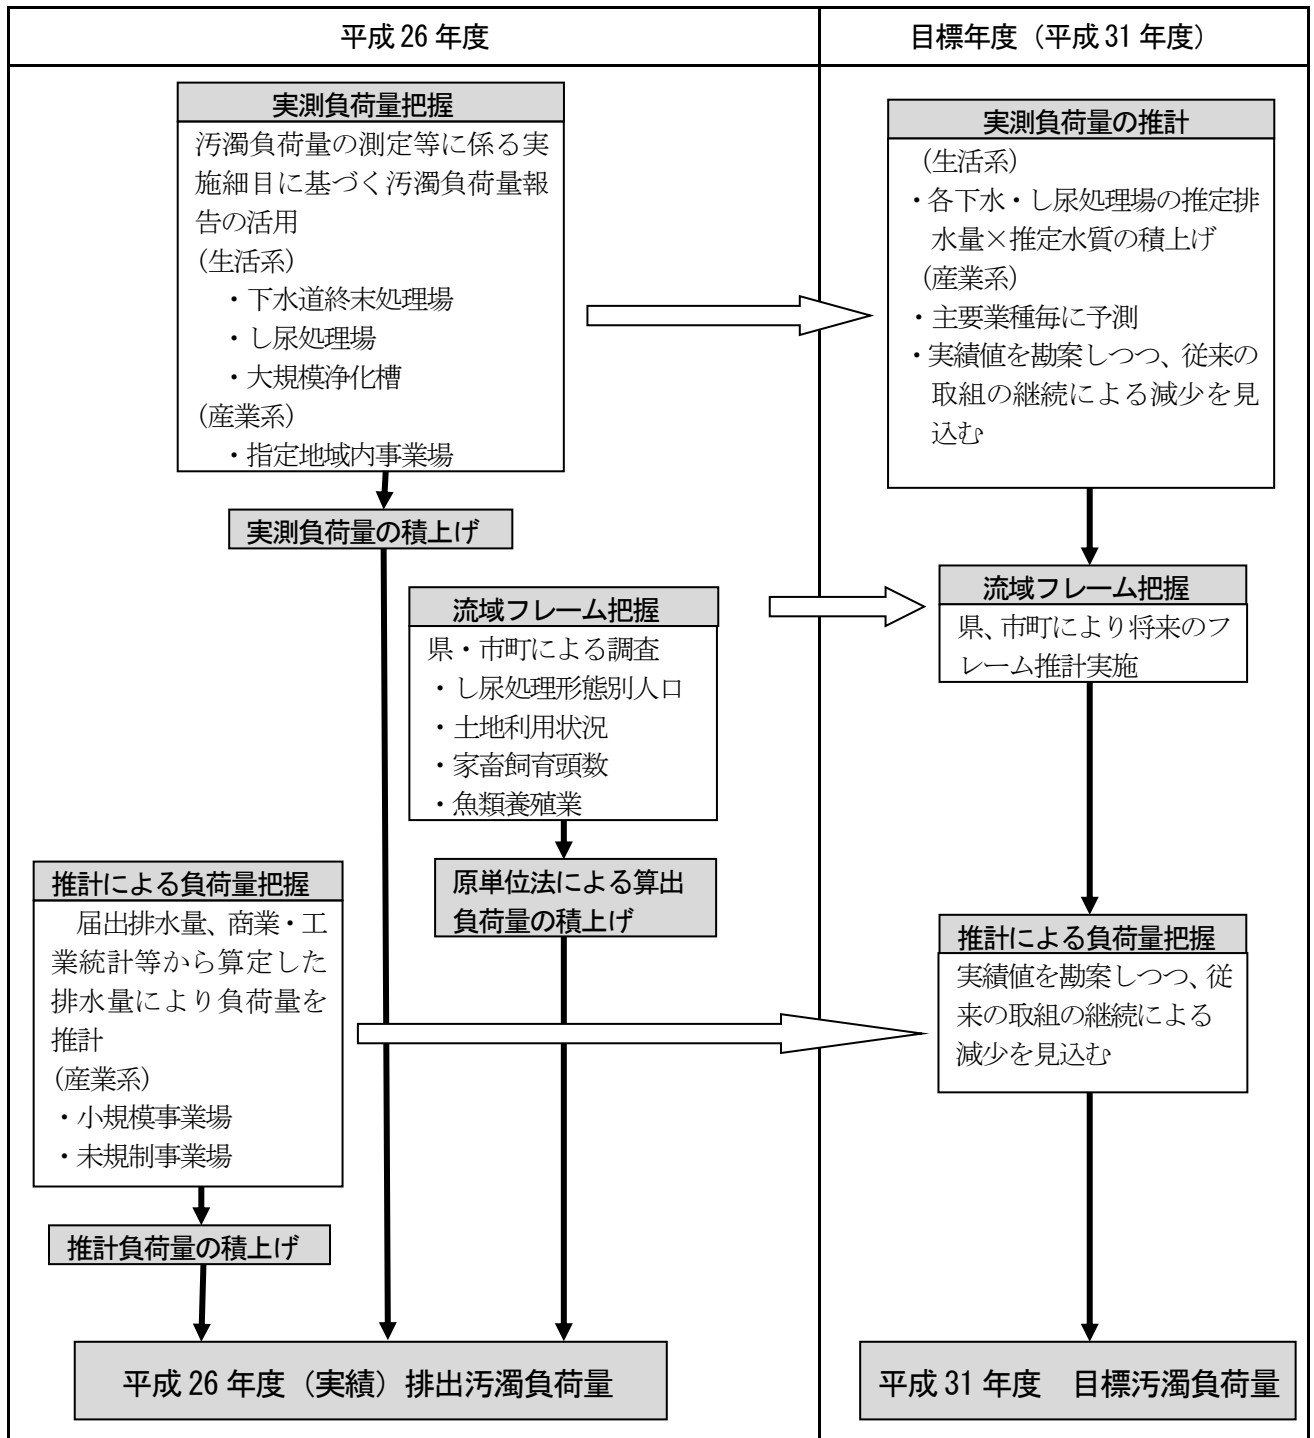 平成 26 年度
目標年度（平成 31 年度）
実測負荷量把握
汚濁負荷量の測定等に係る実
施細目に基づく汚濁負荷量報
告の活用
(生活系)
・下水道終末処理場
・し尿処理場
・大規模浄化槽
(産業系)
・指定地域内事業場
実測負荷量の積上げ
流域フレーム把握
県・市町による調査
・し尿処理形態別人口
・土地利用状況
・家畜飼育頭数
・魚類養殖業
原単位法による算出
負荷量の積上げ
推計による負荷量把握
届出排水量、商業・工
業統計等から算定した
排水量により負荷量を
推計
(産業系)
・小規模事業場
・未規制事業場
推計負荷量の積上げ
平成 26 年度（実績）排出汚濁負荷量
実測負荷量の推計
(生活系)
・各下水・し尿処理場の推定排
水量×推定水質の積上げ
(産業系)
・主要業種毎に予測
・実績値を勘案しつつ、従来の
取組の継続による減少を見
込む
流域フレーム把握
県、市町により将来のフ
レーム推計実施
推計による負荷量把握
実績値を勘案しつつ、従
来の取組の継続による
減少を見込む
平成 31 年度　目標汚濁負荷量